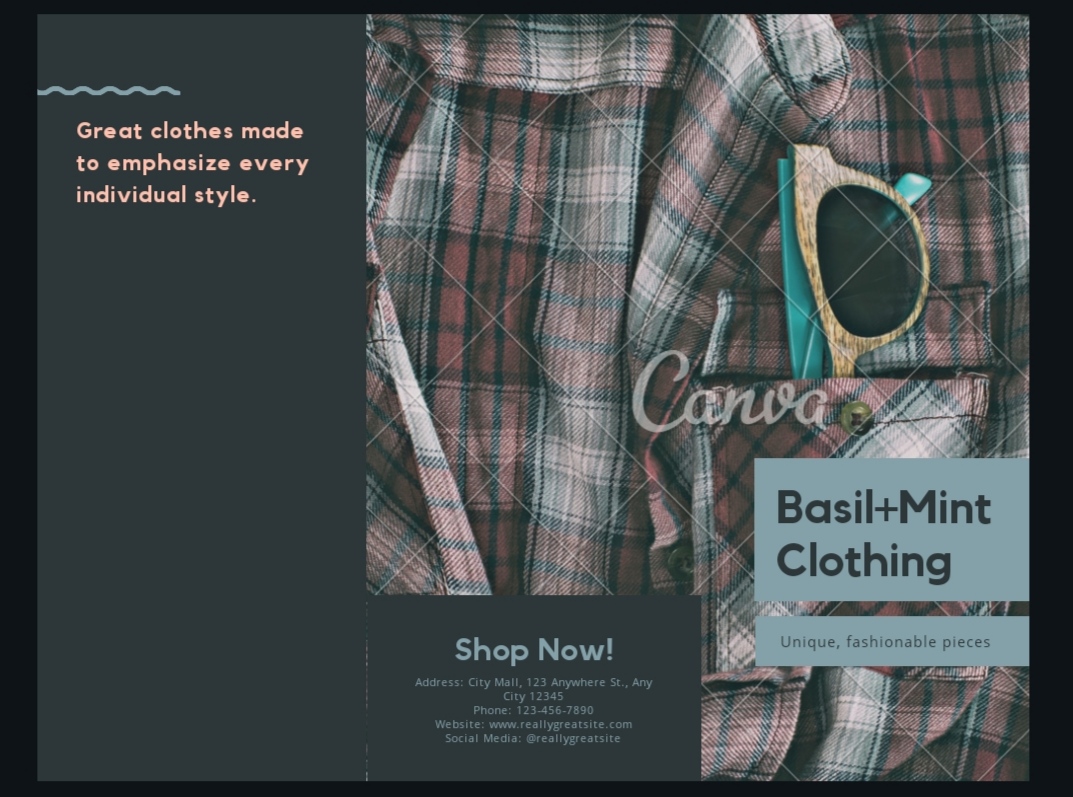 Great clothes made
to emphasize every
individual style.
Canva
Basil+Mint
Clothing
Unique, fashionable pieces
Shop Now!
Address: City Mall, 123 Anywhere St., Any
City 12345
Phone: 123-456-7890
Website: www.reallygreatsite.com
Social Media: @reallygreatsite